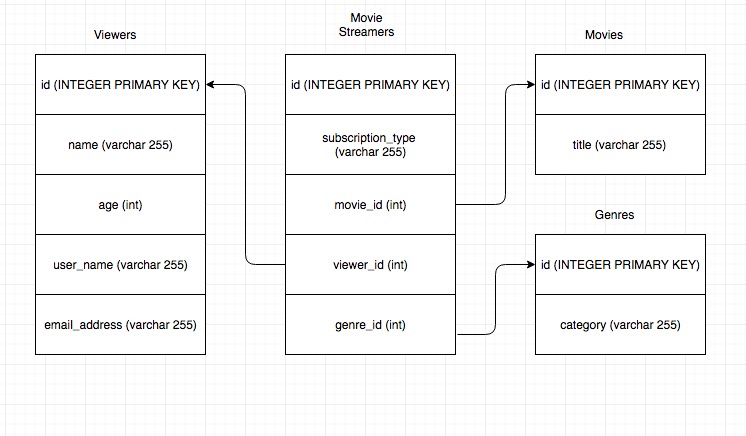 Viewers
id (INTEGER PRIMARY KEY)
name (varchar 255)
age (int)
user_name (varchar 255)
email_address (varchar 255)
Movie
Streamers
id (INTEGER PRIMARY KEY)
subscription_type
(varchar 255)
movie_id (int)
viewer_id (int)
genre_id (int)
Movies
id (INTEGER PRIMARY KEY)
title (varchar 255)
Genres
id (INTEGER PRIMARY KEY)
category (varchar 255)